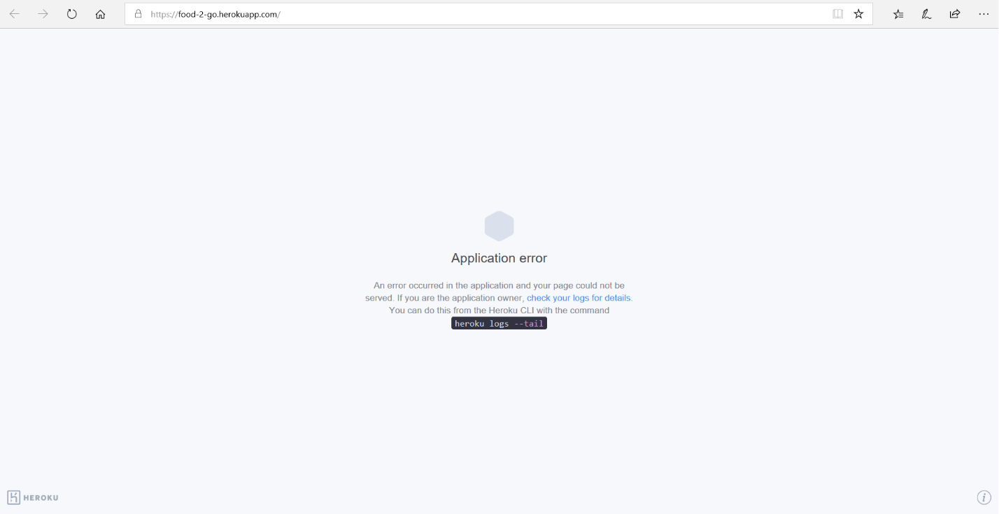 https://food-2-go.herokuapp.com/
Application error
An error occurred in the application and your page could not be
served. If you are the application owner, check your logs for details.
You can do this from the Heroku CLI with the command
heroku logs --tail
HEROKU